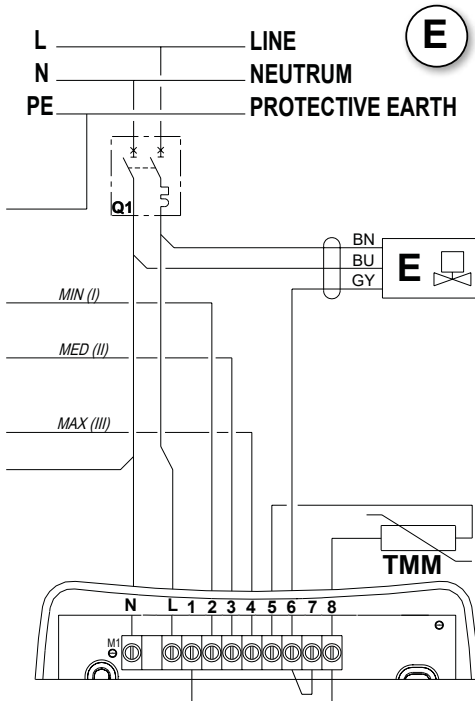 E
L LINE
N NEUTRUM
PE PROTECTIVE EARTH
Q1
BN
BU
GY
E
MIN (I)
MED (II)
MAX (III)
TMM
N L 1 2 3 4 5 6 7 8
M1